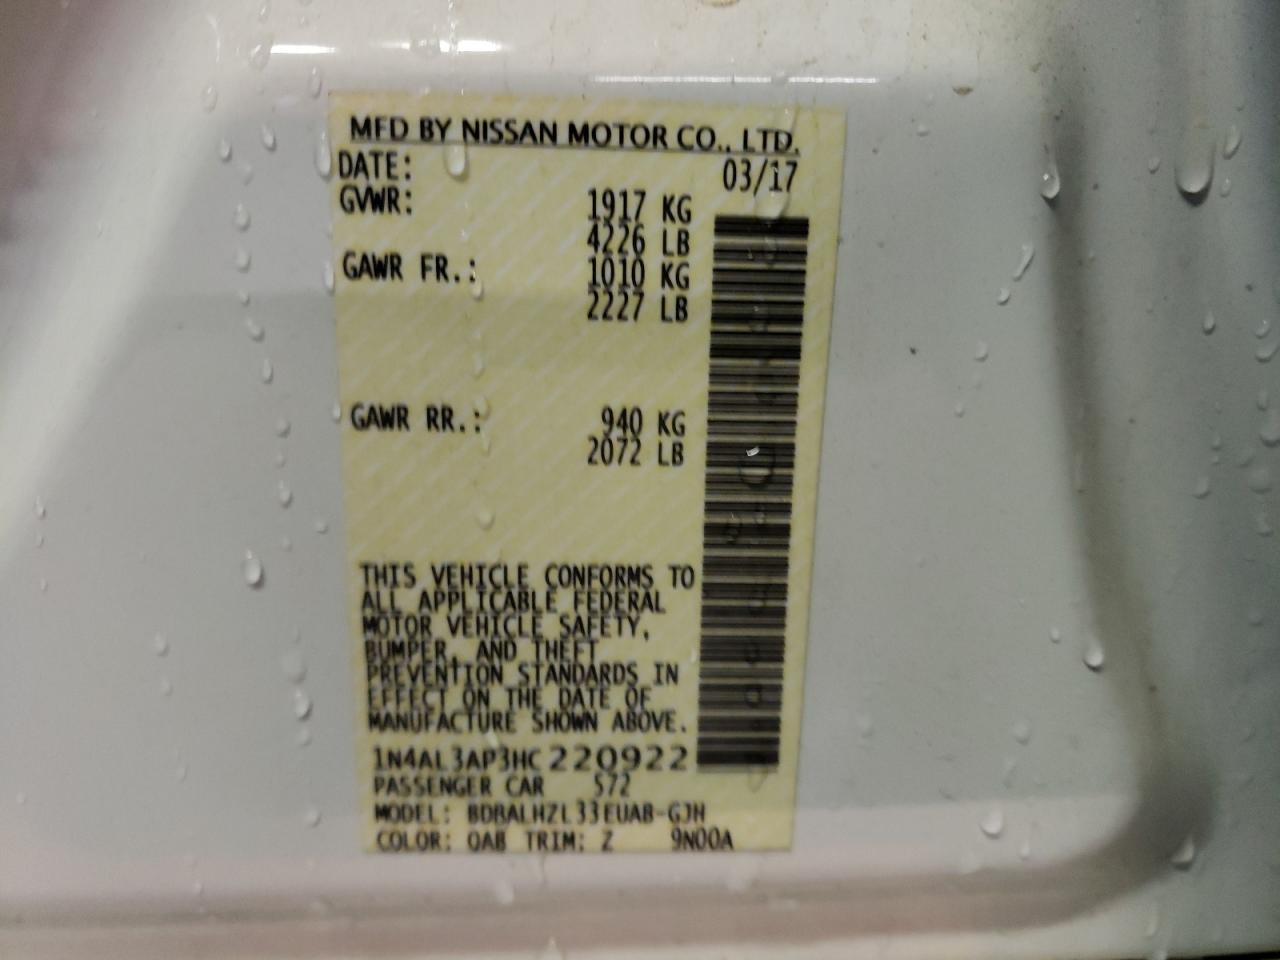 MFD BY NISSAN MOTOR CO., LTD.
DATE: 03/17
GVWR: 1917 KG
4226 LB
GAWR FR.: 1010 KG
2227 LB
GAWR RR.: 940 KG
2072 LB
THIS VEHICLE CONFORMS TO
ALL APPLICABLE FEDERAL
MOTOR VEHICLE SAFETY,
BUMPER, AND THEFT
PREVENTION STANDARDS IN
EFFECT ON THE DATE OF
MANUFACTURE SHOWN ABOVE.
1N4AL3AP3HC220922
PASSENGER CAR 572
MODEL: BDBALHZL33EUAB-GJH
COLOR: QAB TRIM: Z 9N00A